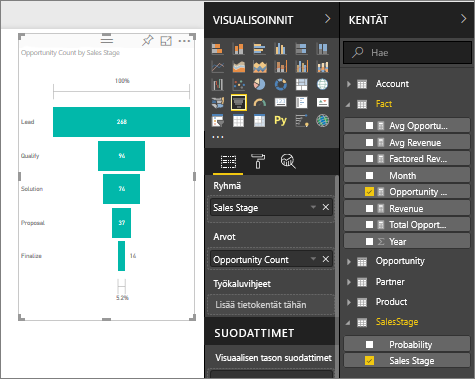 Opportunity Count by Sales Stage
100%
Lead 268
Qualify 94
Solution 74
Proposal 37
Finalize 14
5.2%
VISUALISOINNIT
Py
R
Ryhmä
Sales Stage
Arvot
Opportunity Count
Työkaluvihjeet
Lisää tietokentät tähän
SUODATTIMET
Visuaalisen tason suodattimet
KENTÄT
Hae
Account
Fact
Avg Opportu...
Avg Revenue
Factored Rev...
Month
Opportunity ...
Revenue
Total Opport...
Σ Year
Opportunity
Partner
Product
SalesStage
Probability
Sales Stage